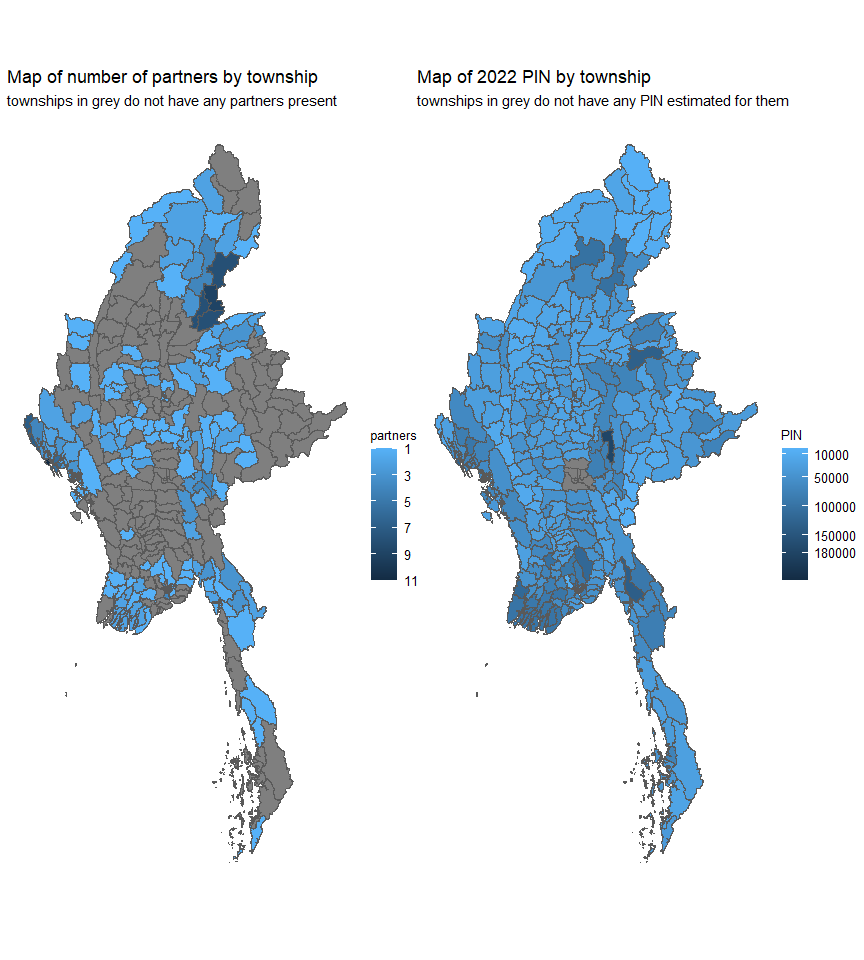 Map of number of partners by township
townships in grey do not have any partners present
partners
1
3
5
7
9
11
Map of 2022 PIN by township
townships in grey do not have any PIN estimated for them
PIN
10000
50000
100000
150000
180000